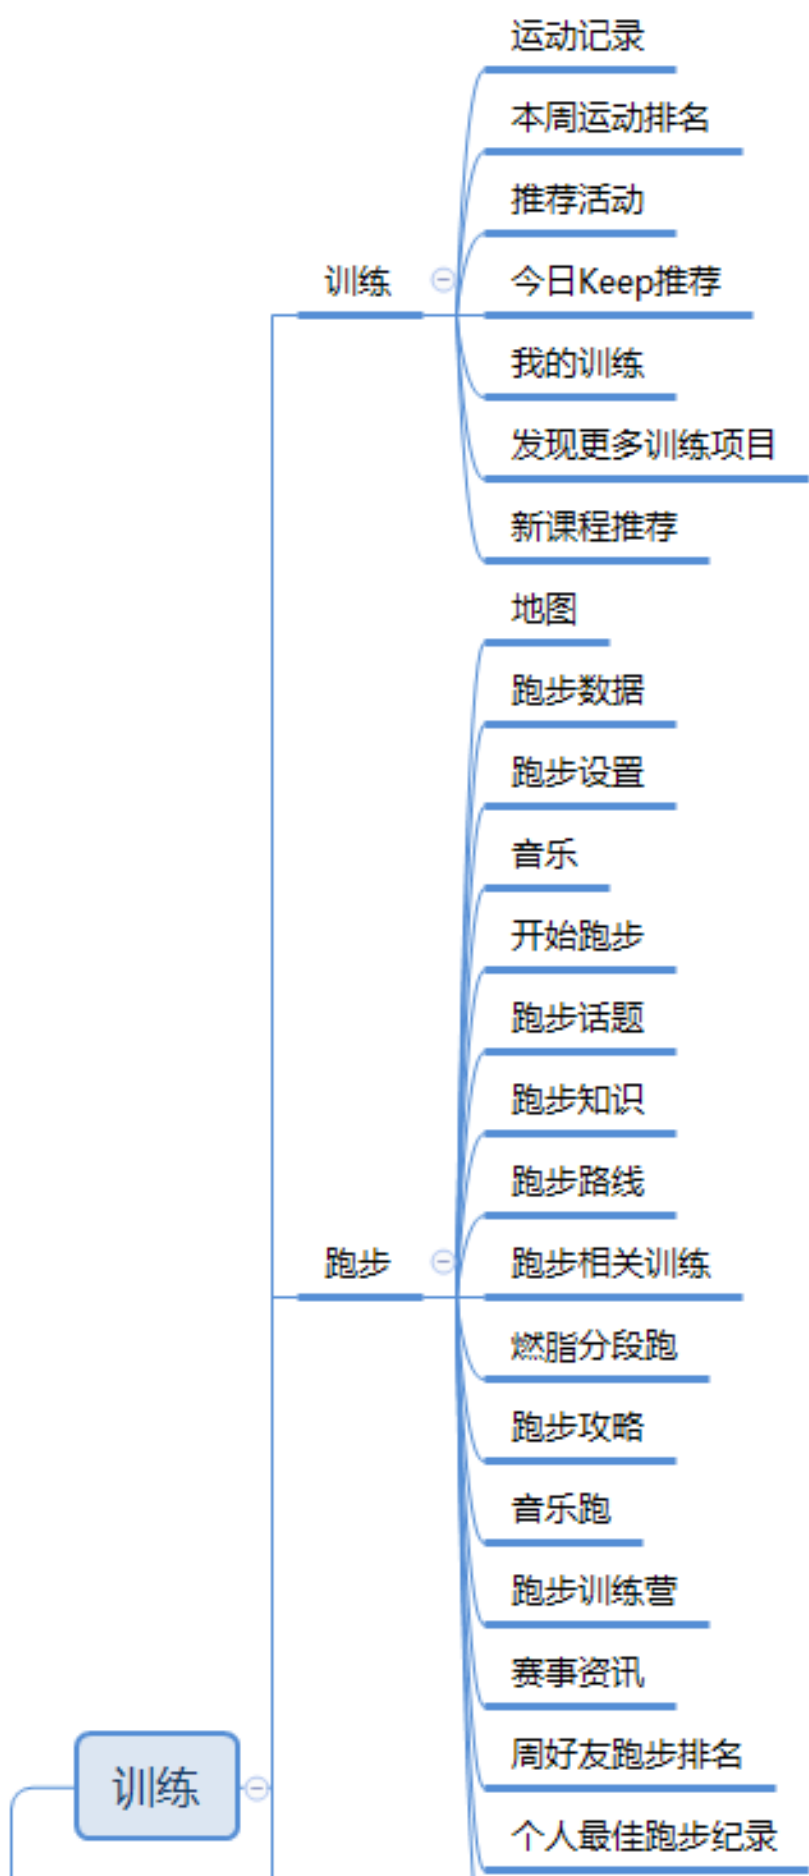 运动记录
本周运动排名
推荐活动
训练
今日Keep推荐
我的训练
发现更多训练项目
新课程推荐
地图
跑步数据
跑步设置
音乐
开始跑步
跑步话题
跑步知识
跑步路线
跑步
跑步相关训练
燃脂分段跑
跑步攻略
音乐跑
跑步训练营
赛事资讯
周好友跑步排名
训练
个人最佳跑步纪录